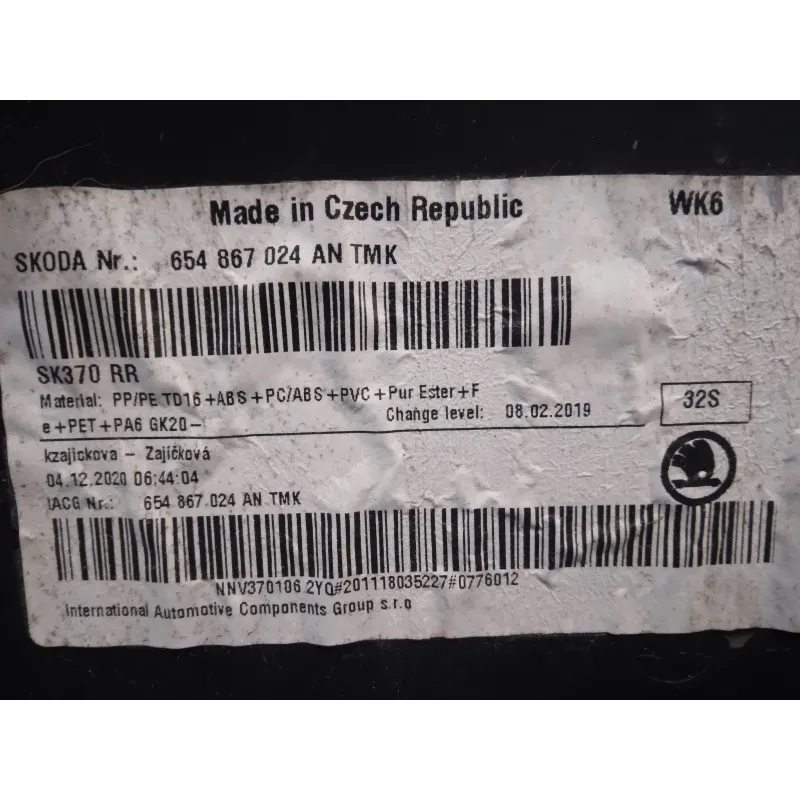 Made in Czech Republic WK6
SKODA Nr.: 654 867 024 AN TMK
SK370 RR
Material: PP/PE TD16+ABS+PC/ABS+PVC+Pur Ester+F
e+PET+PA6 GK20- Change level: 08.02.2019 32S
kzajickova - Zajíčková
04.12.2020 06:44:04
IACG Nr.: 654 867 024 AN TMK
NNV370106 2YQ#201118035227#0776012
International Automotive Components Group s.r.o